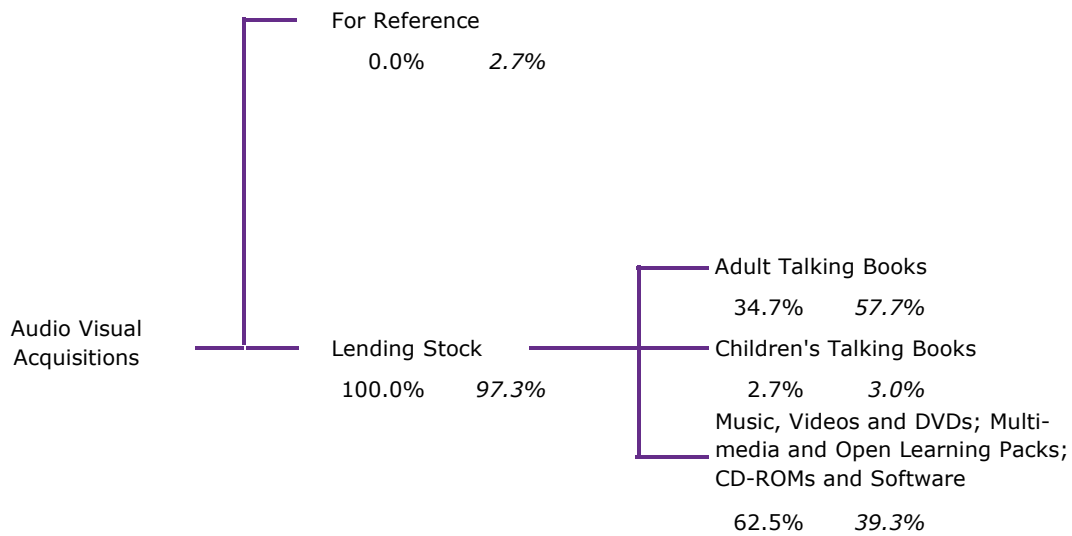 For Reference
0.0% 2.7%
Adult Talking Books
34.7% 57.7%
Audio Visual
Acquisitions
Lending Stock
100.0% 97.3%
Children's Talking Books
2.7% 3.0%
Music, Videos and DVDs; Multi-
media and Open Learning Packs;
CD-ROMs and Software
62.5% 39.3%